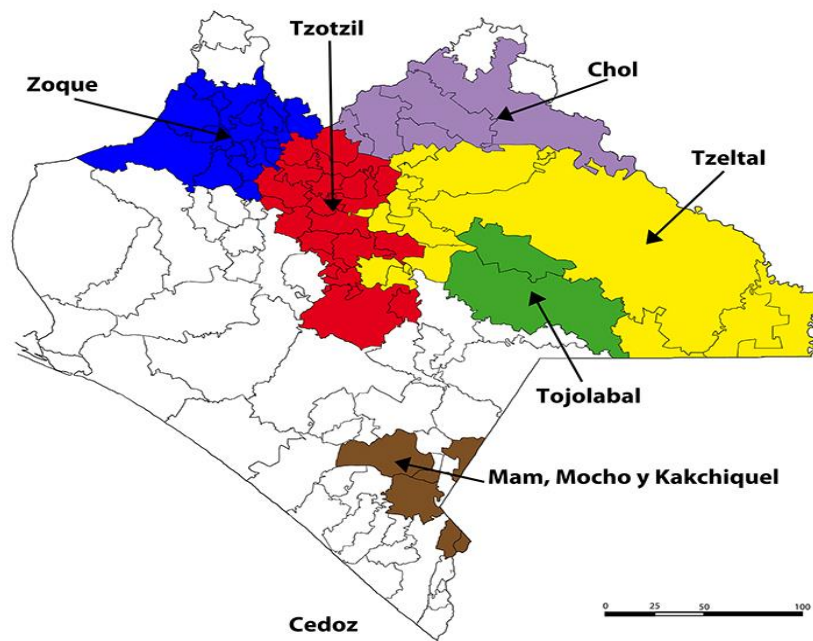 Tzotzil
Zoque
Chol
Tzeltal
Tojolabal
Mam, Mocho y Kakchiquel
Cedoz
0 25 50 100